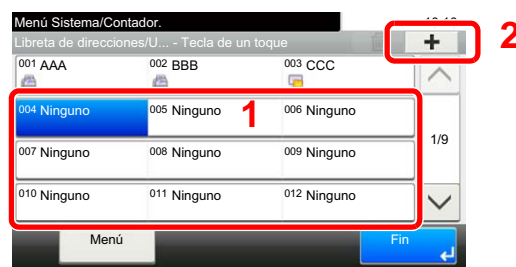 Menú Sistema/Contador.
Libreta de direcciones/U... - Tecla de un toque
2
001 AAA 002 BBB 003 CCC
004 Ninguno 005 Ninguno 1 006 Ninguno
1/9
007 Ninguno 008 Ninguno 009 Ninguno
010 Ninguno 011 Ninguno 012 Ninguno
Menú Fin